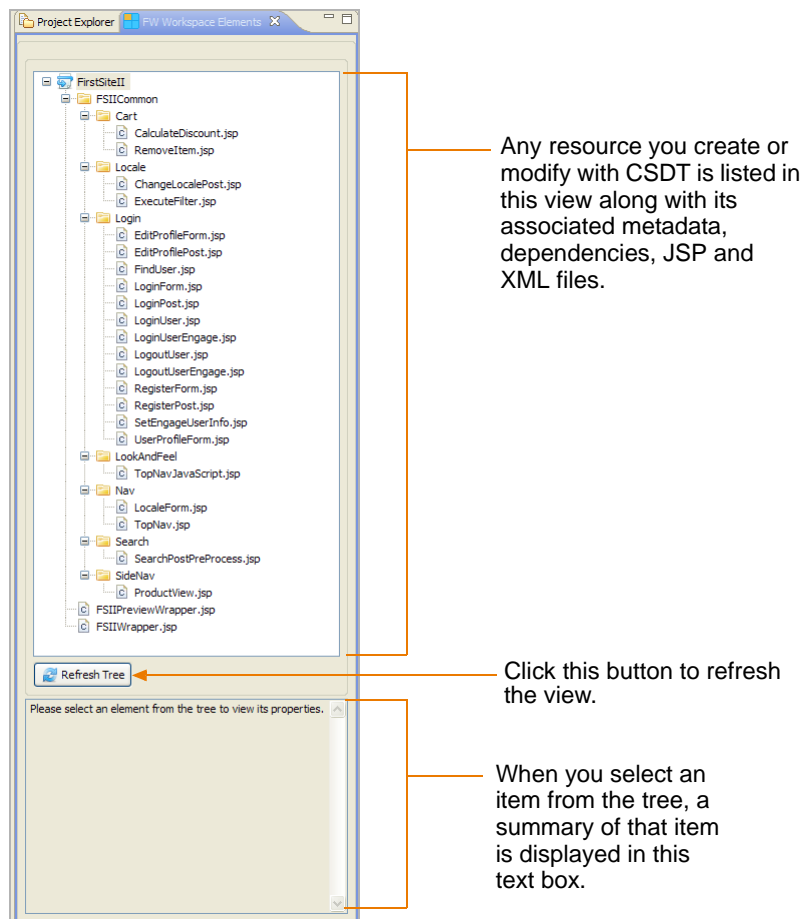 Project Explorer
FW Workspace Elements
FirstSiteII
FSIICommon
Cart
CalculateDiscount.jsp
RemoveItem.jsp
Locale
ChangeLocalePost.jsp
ExecuteFilter.jsp
Login
EditProfileForm.jsp
EditProfilePost.jsp
FindUser.jsp
LoginForm.jsp
LoginPost.jsp
LoginUser.jsp
LoginUserEngage.jsp
LogoutUser.jsp
LogoutUserEngage.jsp
RegisterForm.jsp
RegisterPost.jsp
SetEngageUserInfo.jsp
UserProfileForm.jsp
LookAndFeel
TopNavJavaScript.jsp
Nav
LocaleForm.jsp
TopNav.jsp
Search
SearchPostPreProcess.jsp
SideNav
ProductView.jsp
FSIIPreviewWrapper.jsp
FSIIWrapper.jsp
Any resource you create or
modify with CSDT is listed in
this view along with its
associated metadata,
dependencies, JSP and
XML files.
Refresh Tree
Click this button to refresh
the view.
Please select an element from the tree to view its properties.
When you select an
item from the tree, a
summary of that item
is displayed in this
text box.